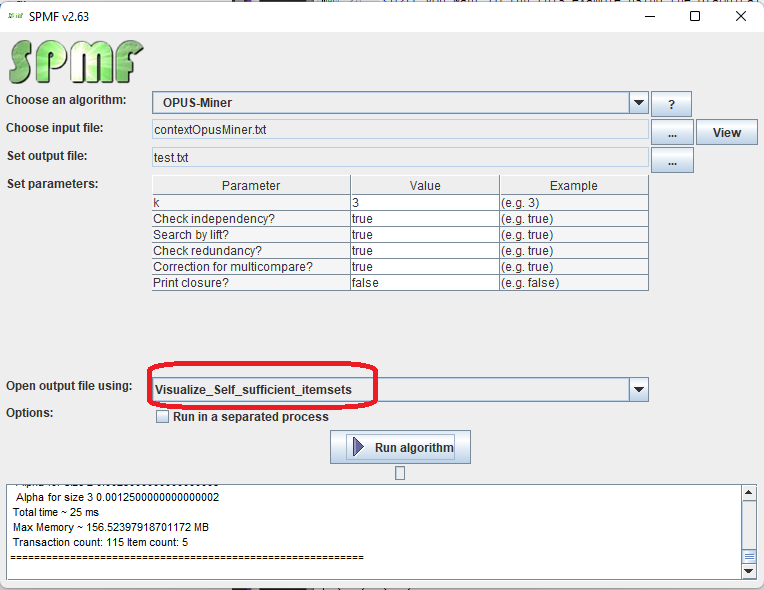 SPMF v2.63
SPMF
Choose an algorithm: OPUS-Miner ?
Choose input file: contextOpusMiner.txt ... View
Set output file: test.txt ...
Set parameters: Parameter Value Example
k 3 (e.g. 3)
Check independency? true (e.g. true)
Search by lift? true (e.g. true)
Check redundancy? true (e.g. true)
Correction for multicompare? true (e.g. true)
Print closure? false (e.g. false)
Open output file using: Visualize_Self_sufficient_itemsets
Options: Run in a separated process
Run algorithm
Alpha for size 3 0.0012500000000000002
Total time ~ 25 ms
Max Memory ~ 156.52397918701172 MB
Transaction count: 115 Item count: 5
============================================================